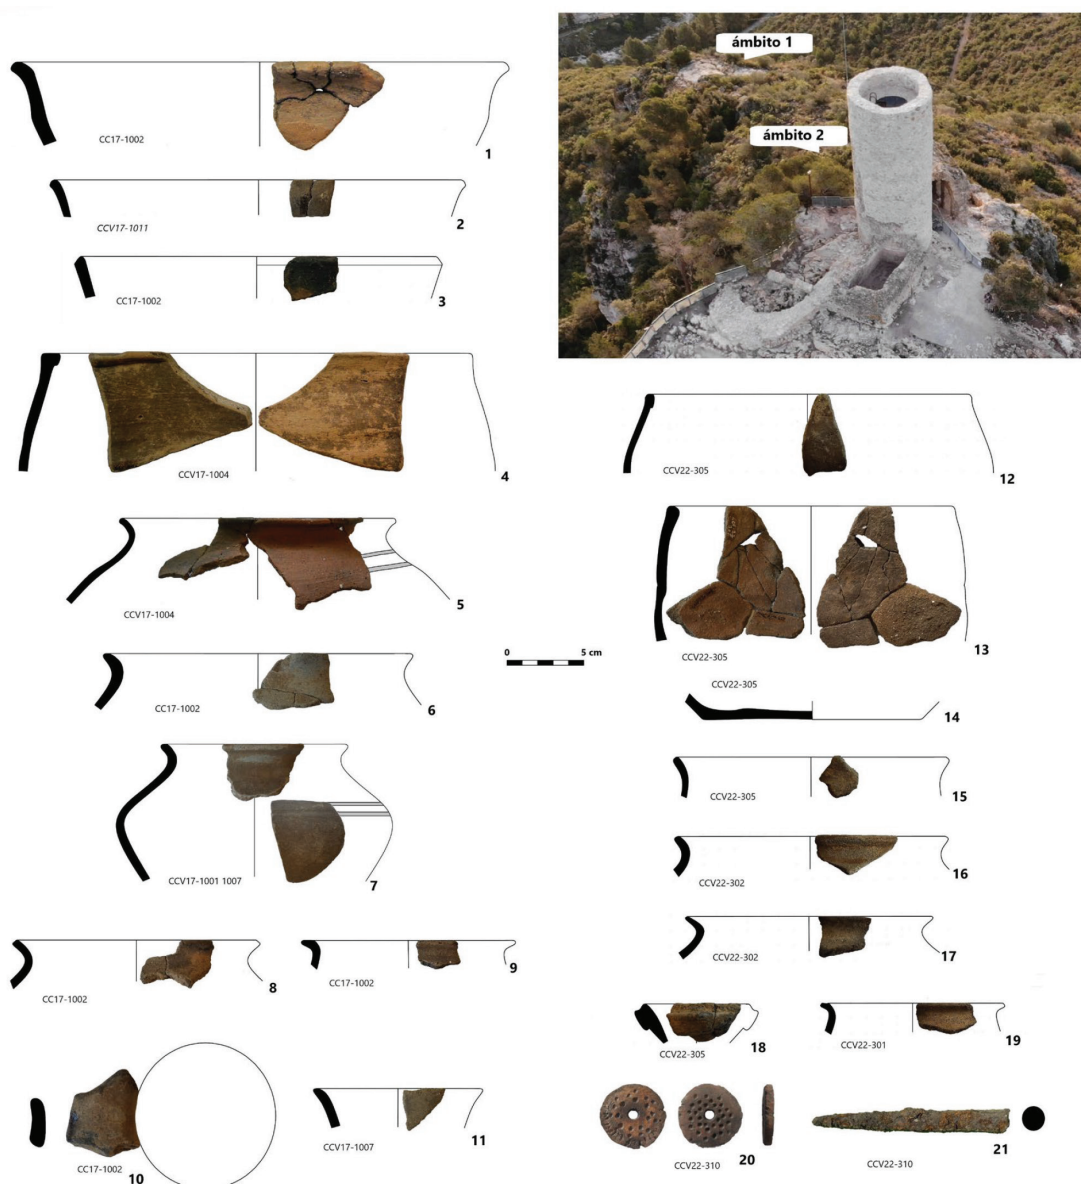 CC17-1002
1
CCV17-1011
2
CC17-1002
3
CCV17-1004
4
CCV17-1004
5
CC17-1002
6
CCV17-1001 1007
7
CC17-1002
8
CC17-1002
9
CC17-1002
10
CCV17-1007
11
0 5 cm
ámbito 1
ámbito 2
CCV22-305
12
CCV22-305
13
CCV22-305
14
CCV22-305
15
CCV22-302
16
CCV22-302
17
CCV22-305
18
CCV22-301
19
CCV22-310
20
CCV22-310
21